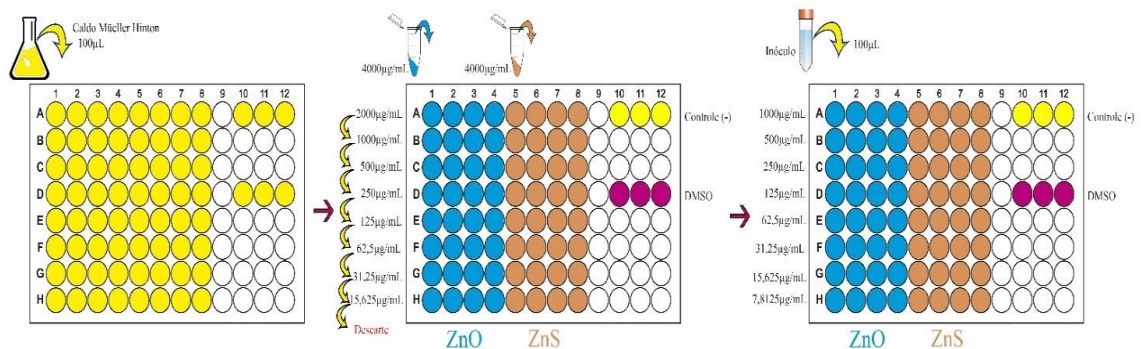 Caldo Müeller Hinton
100µL
1 2 3 4 5 6 7 8 9 10 11 12
A
B
C
D
E
F
G
H
4000µg/mL
4000µg/mL
1 2 3 4 5 6 7 8 9 10 11 12
2000µg/mL A Controle (-)
1000µg/mL B
500µg/mL C
250µg/mL D DMSO
125µg/mL E
62,5µg/mL F
31,25µg/mL G
15,625µg/mL H
Descarte
ZnO ZnS
Inóculo
100µL
1 2 3 4 5 6 7 8 9 10 11 12
1000µg/mL A Controle (-)
500µg/mL B
250µg/mL C
125µg/mL D DMSO
62,5µg/mL E
31,25µg/mL F
15,625µg/mL G
7,8125µg/mL H
ZnO ZnS